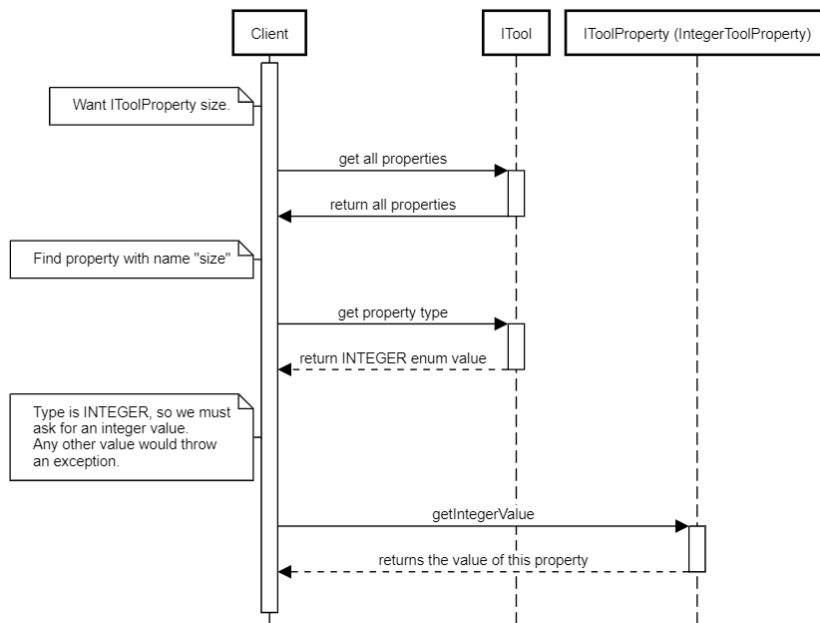 Client
ITool
IToolProperty (IntegerToolProperty)
Want IToolProperty size.
get all properties
return all properties
Find property with name "size"
get property type
return INTEGER enum value
Type is INTEGER, so we must
ask for an integer value.
Any other value would throw
an exception.
getIntegerValue
returns the value of this property